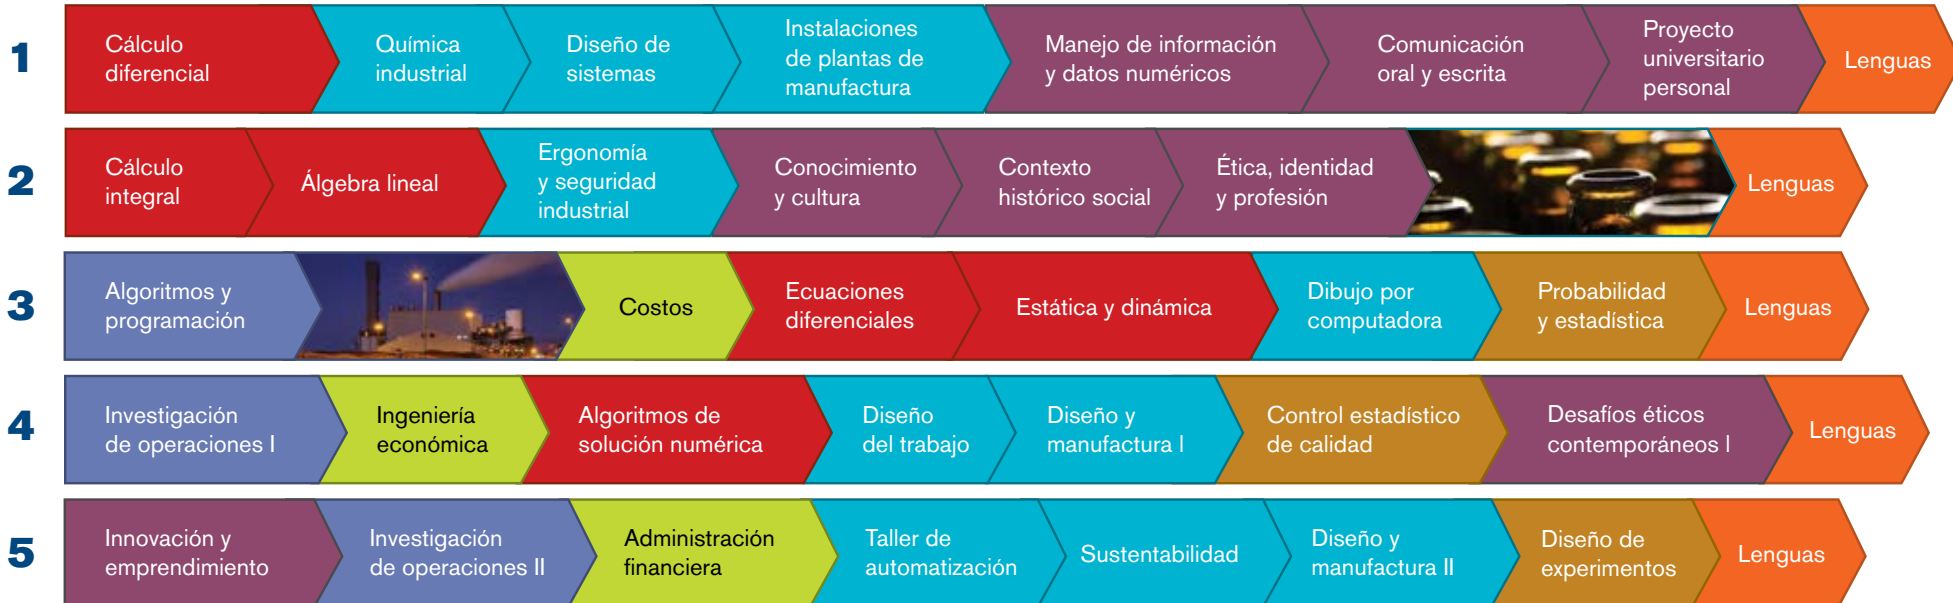 1
Cálculo
diferencial
Química
industrial
Diseño de
sistemas
Instalaciones
de plantas de
manufactura
Manejo de información
y datos numéricos
Comunicación
oral y escrita
Proyecto
universitario
personal
Lenguas
2
Cálculo
integral
Álgebra lineal
Ergonomía
y seguridad
industrial
Conocimiento
y cultura
Contexto
histórico social
Ética, identidad
y profesión
Lenguas
3
Algoritmos y
programación
Costos
Ecuaciones
diferenciales
Estática y dinámica
Dibujo por
computadora
Probabilidad
y estadística
Lenguas
4
Investigación
de operaciones I
Ingeniería
económica
Algoritmos de
solución numérica
Diseño
del trabajo
Diseño y
manufactura I
Control estadístico
de calidad
Desafíos éticos
contemporáneos I
Lenguas
5
Innovación y
emprendimiento
Investigación
de operaciones II
Administración
financiera
Taller de
automatización
Sustentabilidad
Diseño y
manufactura II
Diseño de
experimentos
Lenguas